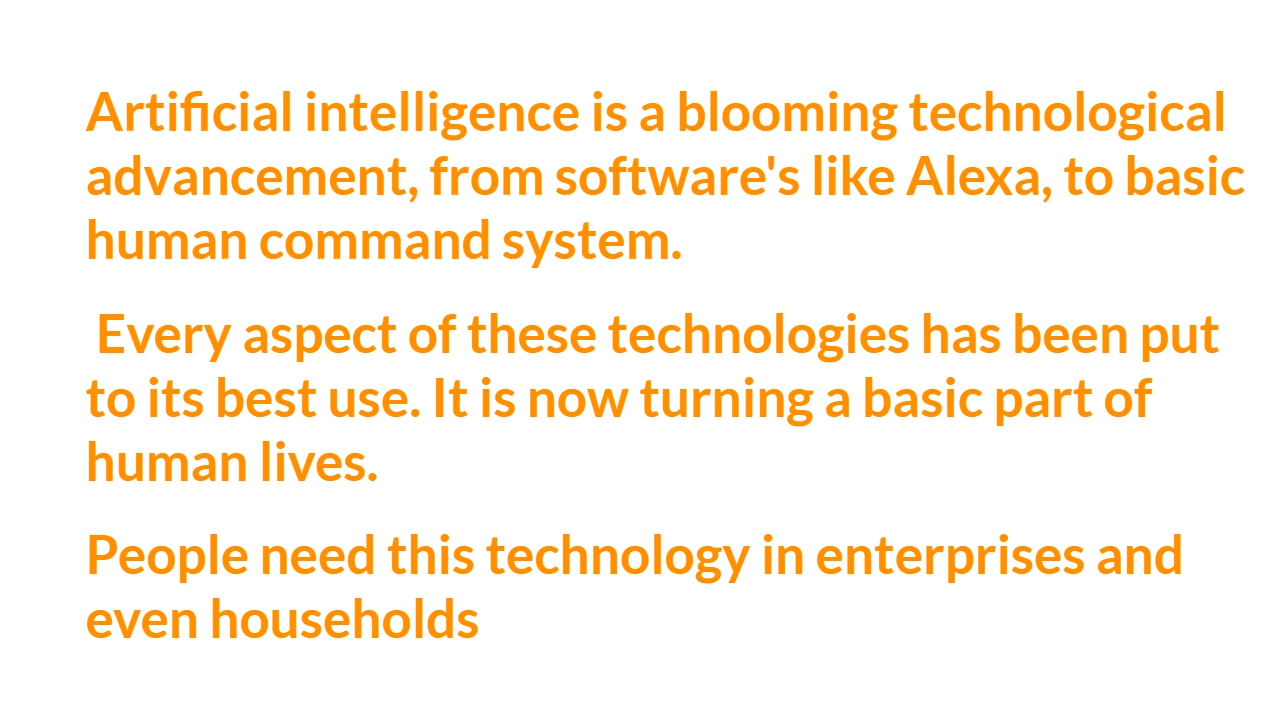 Artificial intelligence is a blooming technological
advancement, from software's like Alexa, to basic
human command system.
Every aspect of these technologies has been put
to its best use. It is now turning a basic part of
human lives.
People need this technology in enterprises and
even households